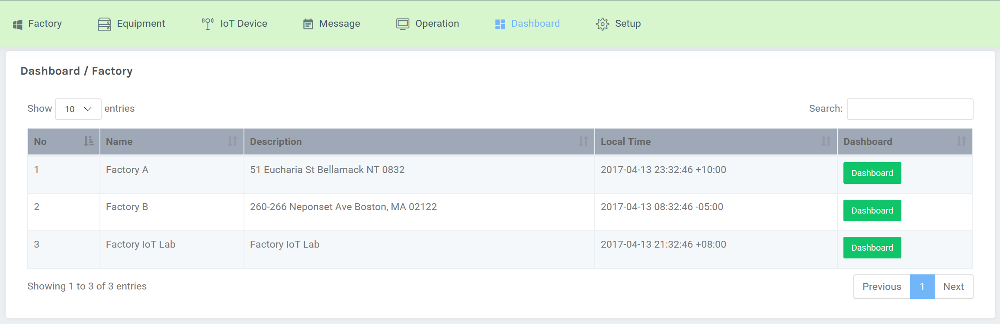 Factory Equipment IoT Device Message Operation Dashboard Setup
Dashboard / Factory
Show 10 entries Search:
No Name Description Local Time Dashboard
1 Factory A 51 Eucharia St Bellamack NT 0832 2017-04-13 23:32:46 +10:00 Dashboard
2 Factory B 260-266 Neponset Ave Boston, MA 02122 2017-04-13 08:32:46 -05:00 Dashboard
3 Factory IoT Lab Factory IoT Lab 2017-04-13 21:32:46 +08:00 Dashboard
Showing 1 to 3 of 3 entries Previous 1 Next